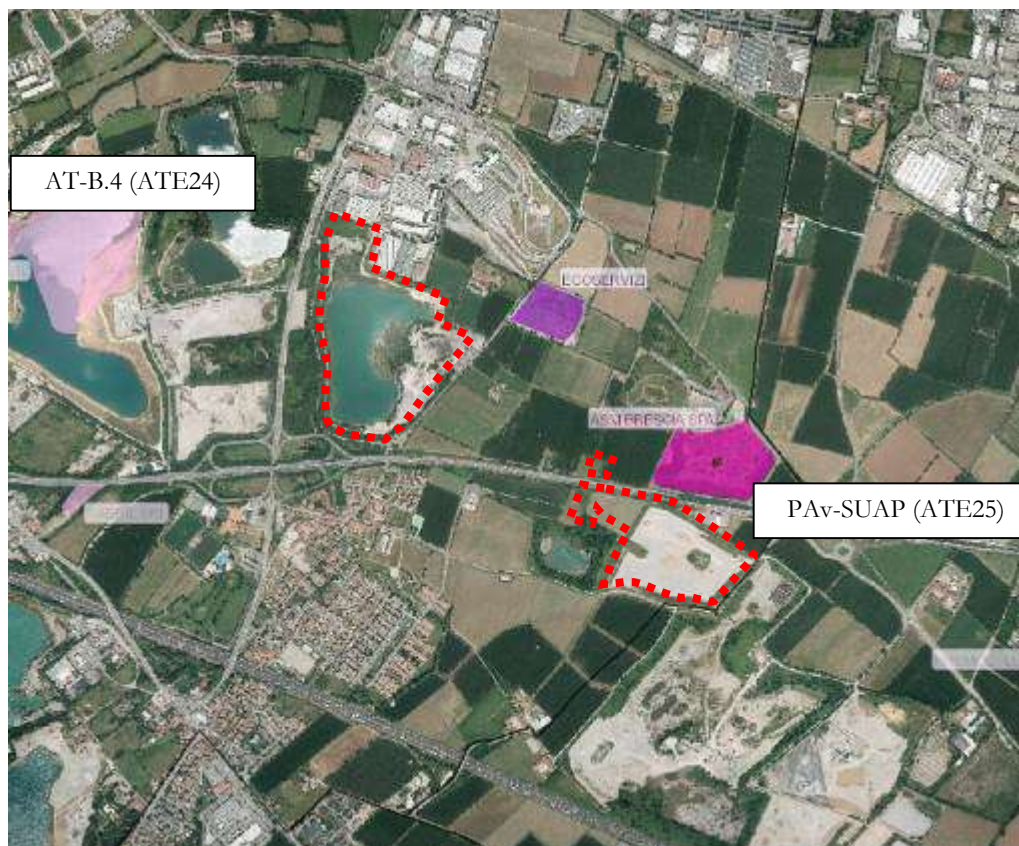 AT-B.4 (ATE24)
ECOSERVIZI
ASM BRESCIA SPA
PAv-SUAP (ATE25)